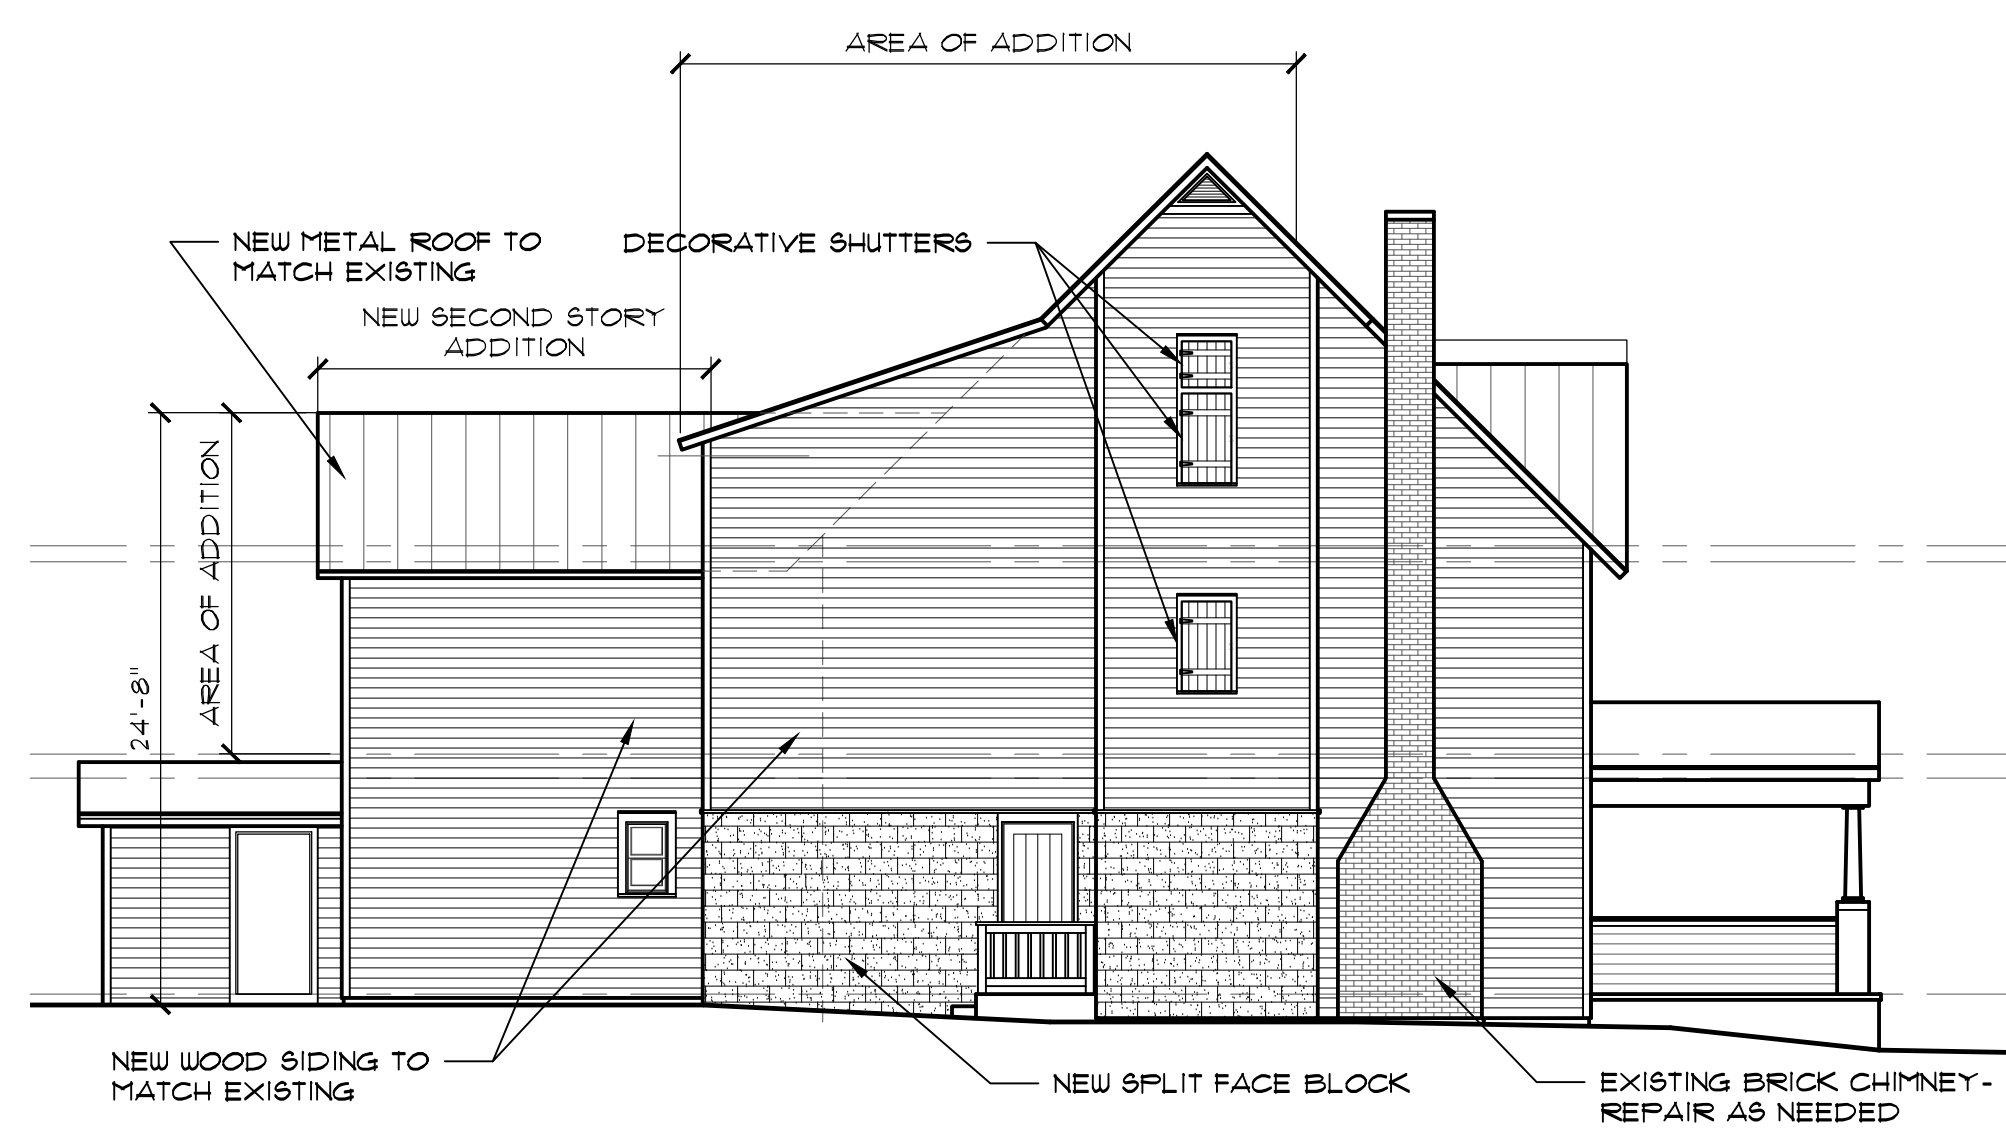 AREA OF ADDITION
NEW METAL ROOF TO
MATCH EXISTING
DECORATIVE SHUTTERS
NEW SECOND STORY
ADDITION
AREA OF ADDITION
24'-8"
NEW WOOD SIDING TO
MATCH EXISTING
NEW SPLIT FACE BLOCK
EXISTING BRICK CHIMNEY-
REPAIR AS NEEDED